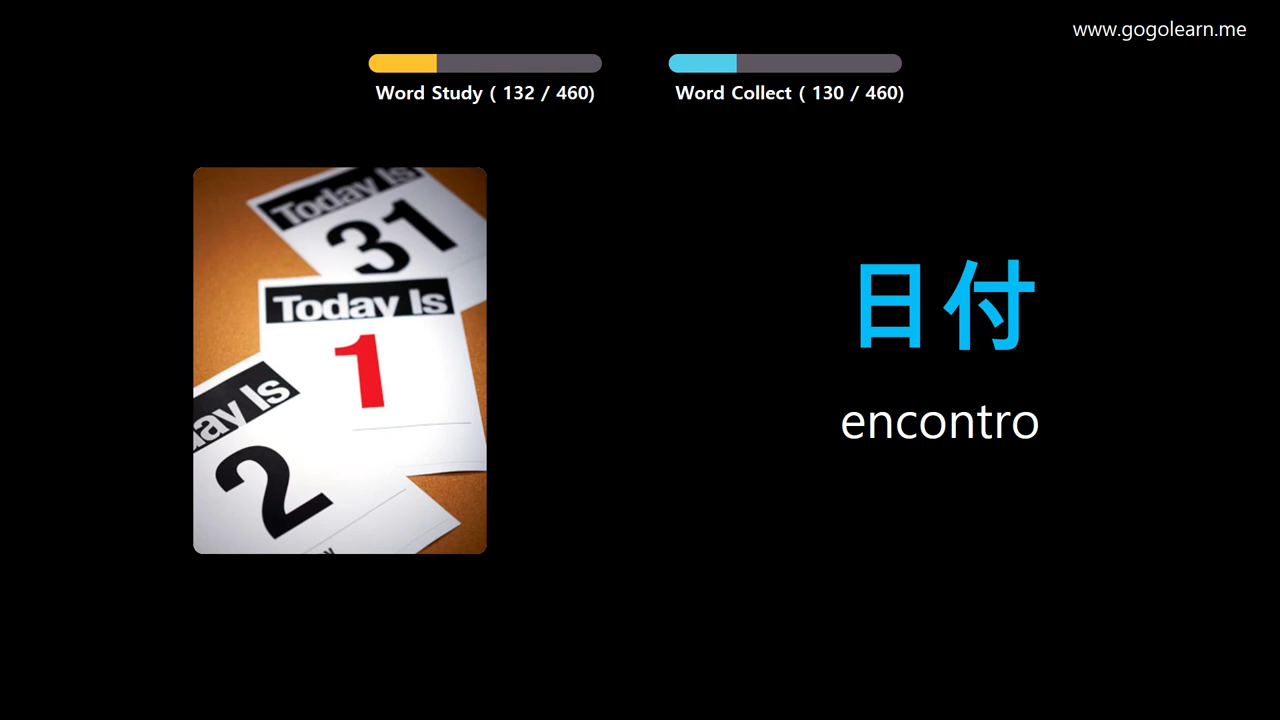 www.gogolearn.me
Word Study ( 132 / 460)
Word Collect ( 130 / 460)
Today Is
31
Today Is
1
day Is
2
日付
encontro